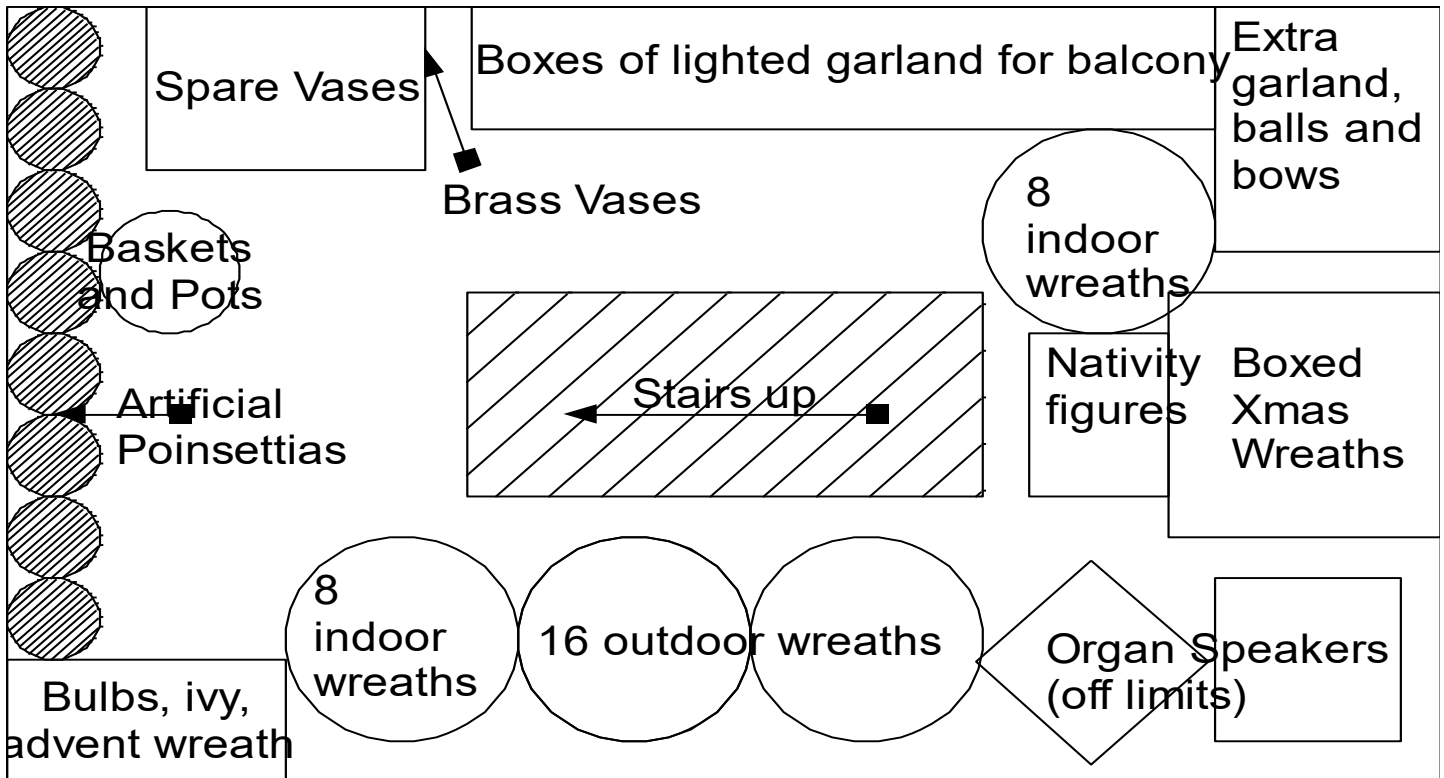 Spare Vases
Boxes of lighted garland for balcony
Extra
garland,
balls and
bows
Brass Vases
8
indoor
wreaths
Baskets
and Pots
Artificial
Poinsettias
Stairs up
Nativity
figures
Boxed
Xmas
Wreaths
8
indoor
wreaths
16 outdoor wreaths
Organ Speakers
(off limits)
Bulbs, ivy,
advent wreath